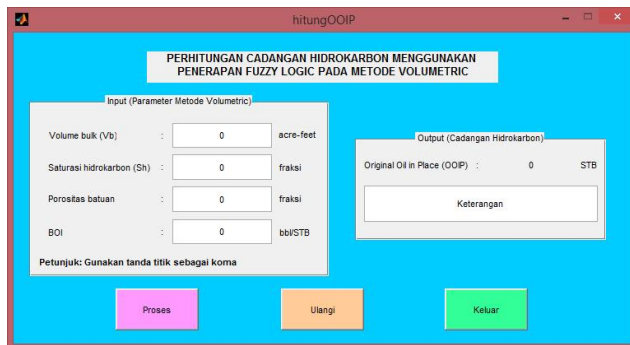 hitungOOIP
PERHITUNGAN CADANGAN HIDROKARBON MENGGUNAKAN
PENERAPAN FUZZY LOGIC PADA METODE VOLUMETRIC
Input (Parameter Metode Volumetric)
Volume bulk (Vb) : 0 acre-feet
Saturasi hidrokarbon (Sh) : 0 fraksi
Porositas batuan : 0 fraksi
BOI : 0 bbl/STB
Petunjuk: Gunakan tanda titik sebagai koma
Output (Cadangan Hidrokarbon)
Original Oil in Place (OOIP) : 0 STB
Keterangan
Proses
Ulangi
Keluar